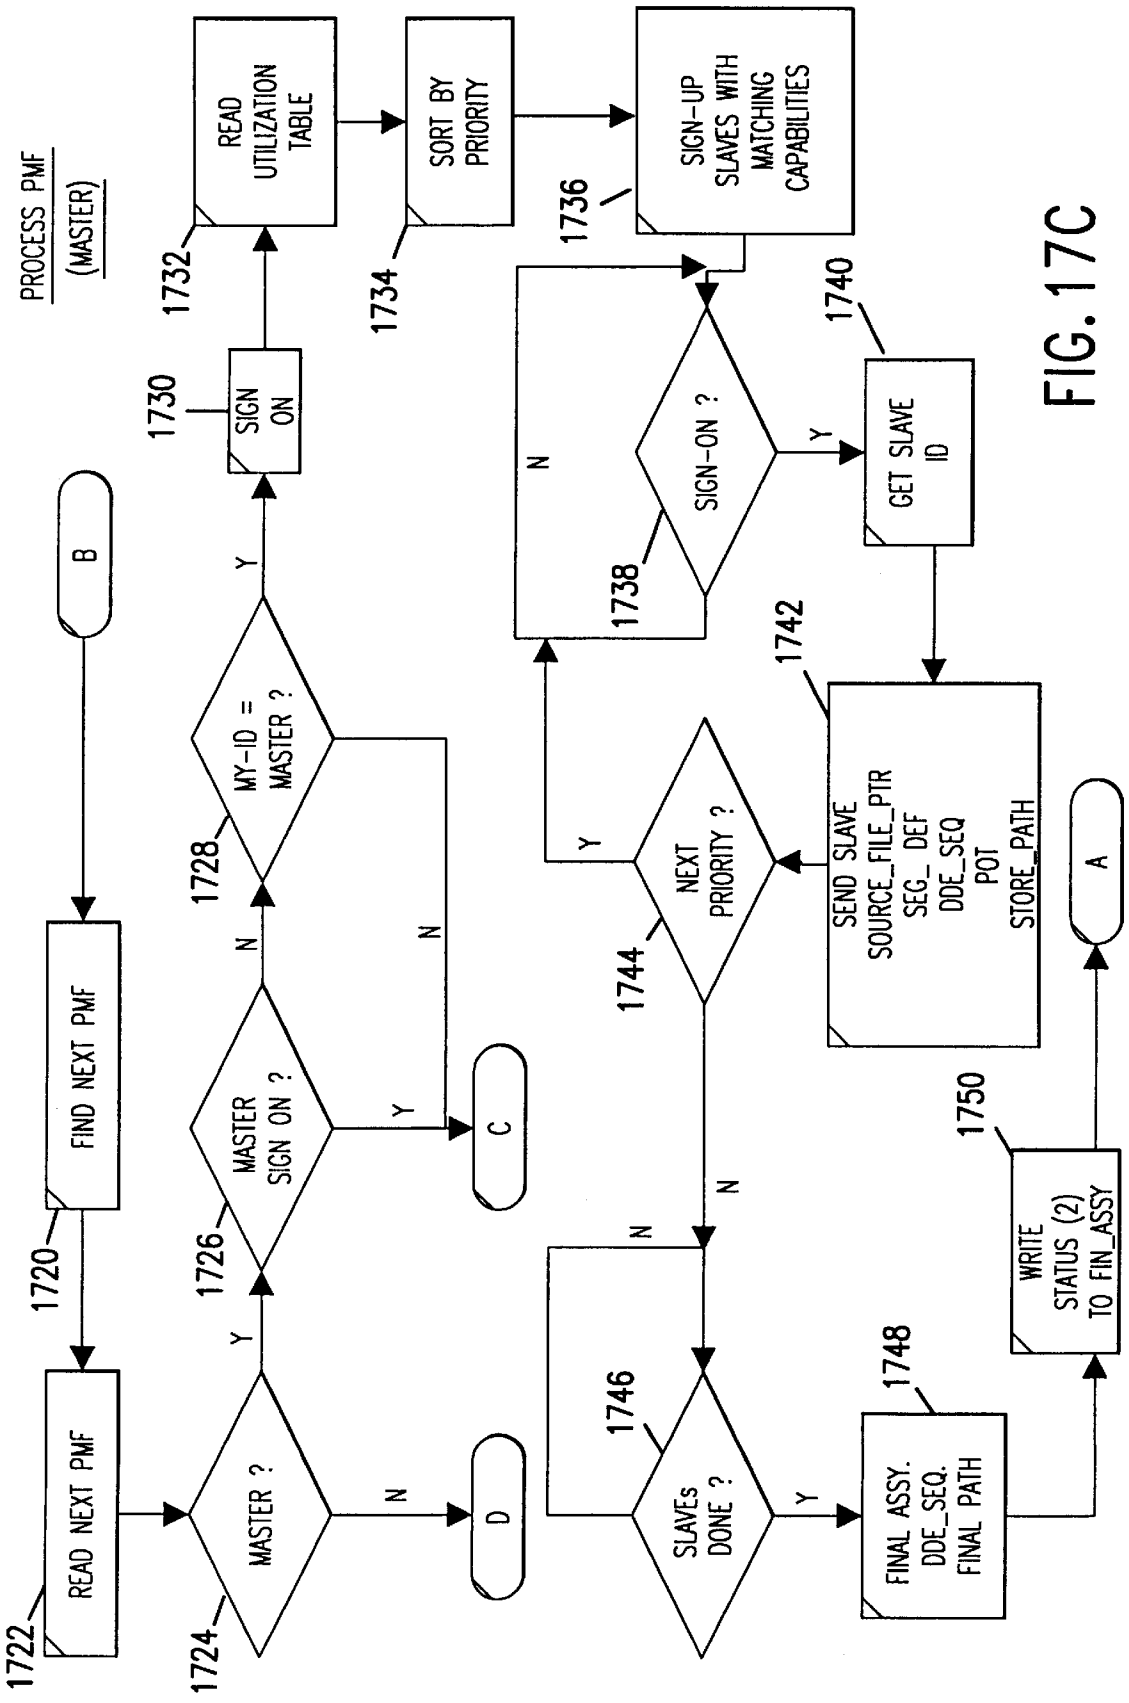 PROCESS PMF
(MASTER)
B
1720
FIND NEXT PMF
1722
READ NEXT PMF
1724
MASTER ?
Y
N
D
1726
MASTER
SIGN ON ?
N
Y
C
1728
MY-ID =
MASTER ?
Y
N
1730
SIGN
ON
1732
READ
UTILIZATION
TABLE
1734
SORT BY
PRIORITY
1736
SIGN-UP
SLAVES WITH
MATCHING
CAPABILITIES
1738
SIGN-ON ?
N
Y
1740
GET SLAVE
ID
1742
SEND SLAVE
SOURCE_FILE_PTR
SEG_ DEF
DDE_SEQ
POT
STORE_PATH
1744
NEXT
PRIORITY ?
Y
N
1746
SLAVEs
DONE ?
N
Y
1748
FINAL ASSY.
DDE_SEQ.
FINAL PATH
1750
WRITE
STATUS (2)
TO FIN_ASSY
A
FIG. 17C